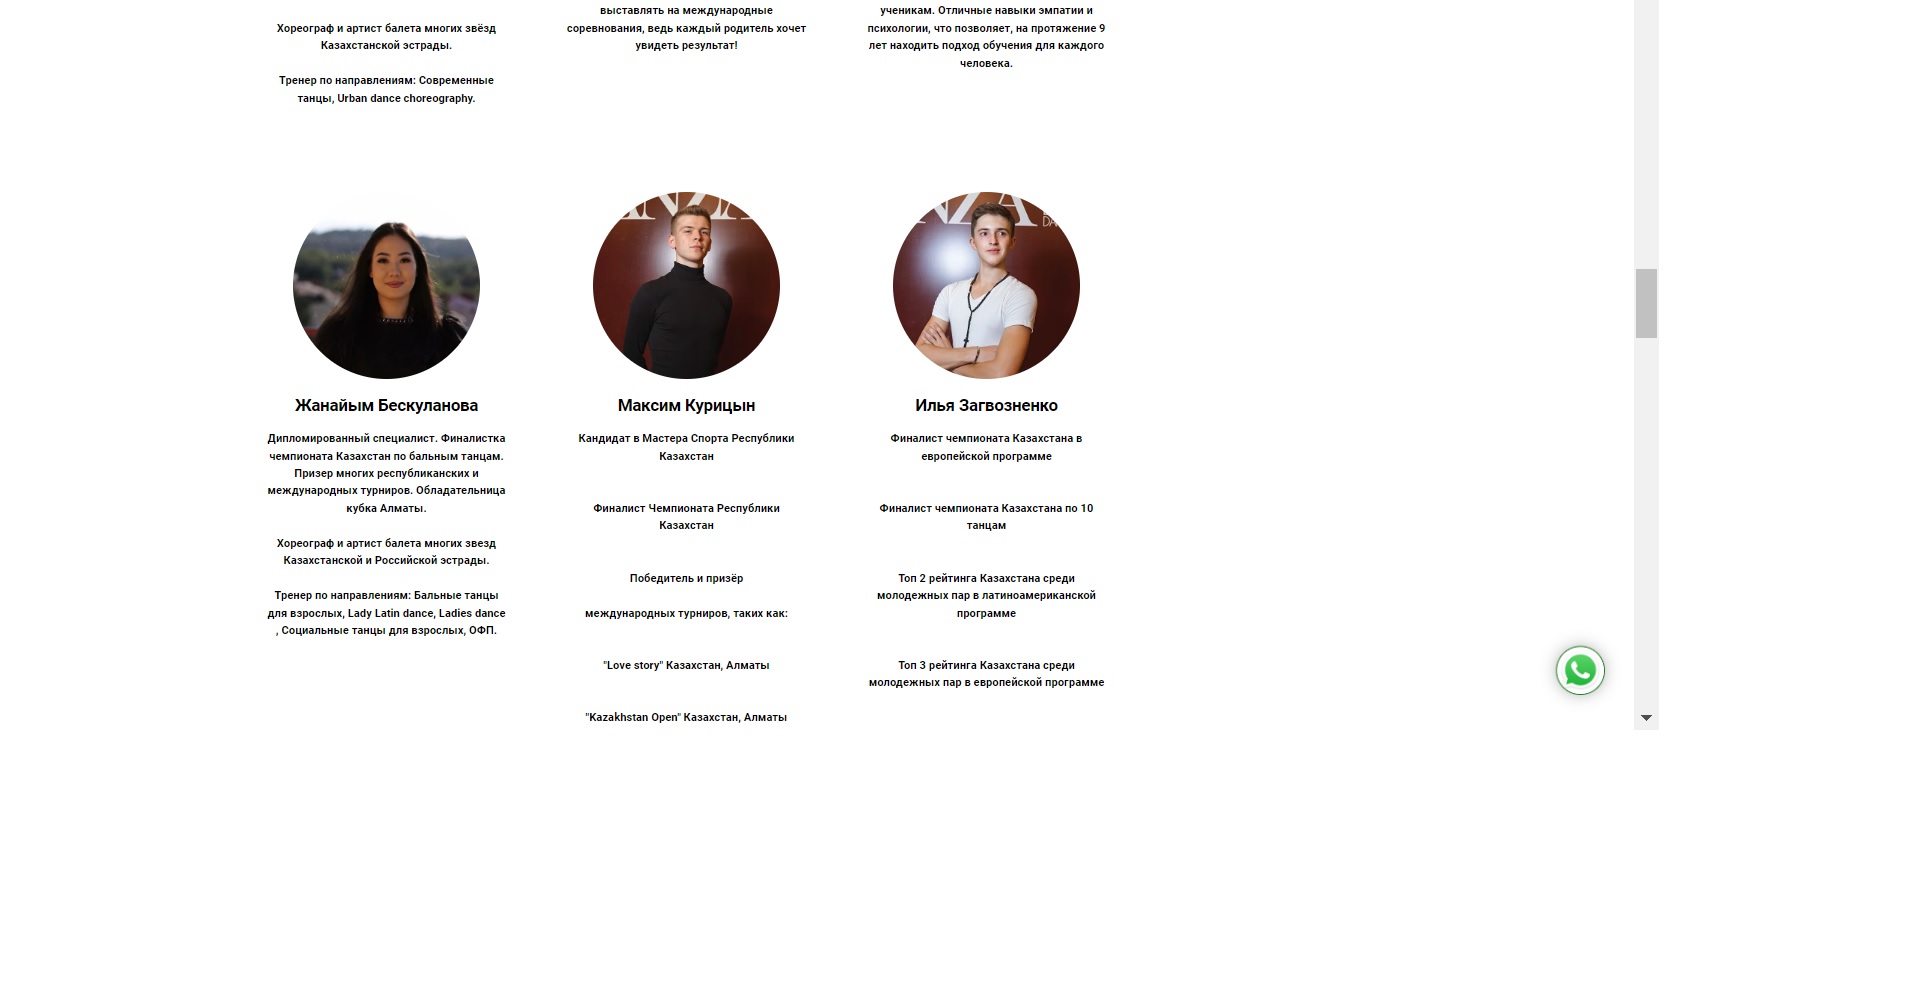 Хореограф и артист балета многих звёзд
Казахстанской эстрады.
Тренер по направлениям: Современные
танцы, Urban dance choreography.
выставлять на международные
соревнования, ведь каждый родитель хочет
увидеть результат!
ученикам. Отличные навыки эмпатии и
психологии, что позволяет, на протяжение 9
лет находить подход обучения для каждого
человека.
Жанайым Бескуланова
Дипломированный специалист. Финалистка
чемпионата Казахстан по бальным танцам.
Призер многих республиканских и
международных турниров. Обладательница
кубка Алматы.
Хореограф и артист балета многих звезд
Казахстанской и Российской эстрады.
Тренер по направлениям: Бальные танцы
для взрослых, Lady Latin dance, Ladies dance
, Социальные танцы для взрослых, ОФП.
NZA
Максим Курицын
Кандидат в Мастера Спорта Республики
Казахстан
Финалист Чемпионата Республики
Казахстан
Победитель и призёр
международных турниров, таких как:
"Love story" Казахстан, Алматы
"Kazakhstan Open" Казахстан, Алматы
NZA
DA
Илья Загвозненко
Финалист чемпионата Казахстана в
европейской программе
Финалист чемпионата Казахстана по 10
танцам
Топ 2 рейтинга Казахстана среди
молодежных пар в латиноамериканской
программе
Топ 3 рейтинга Казахстана среди
молодежных пар в европейской программе